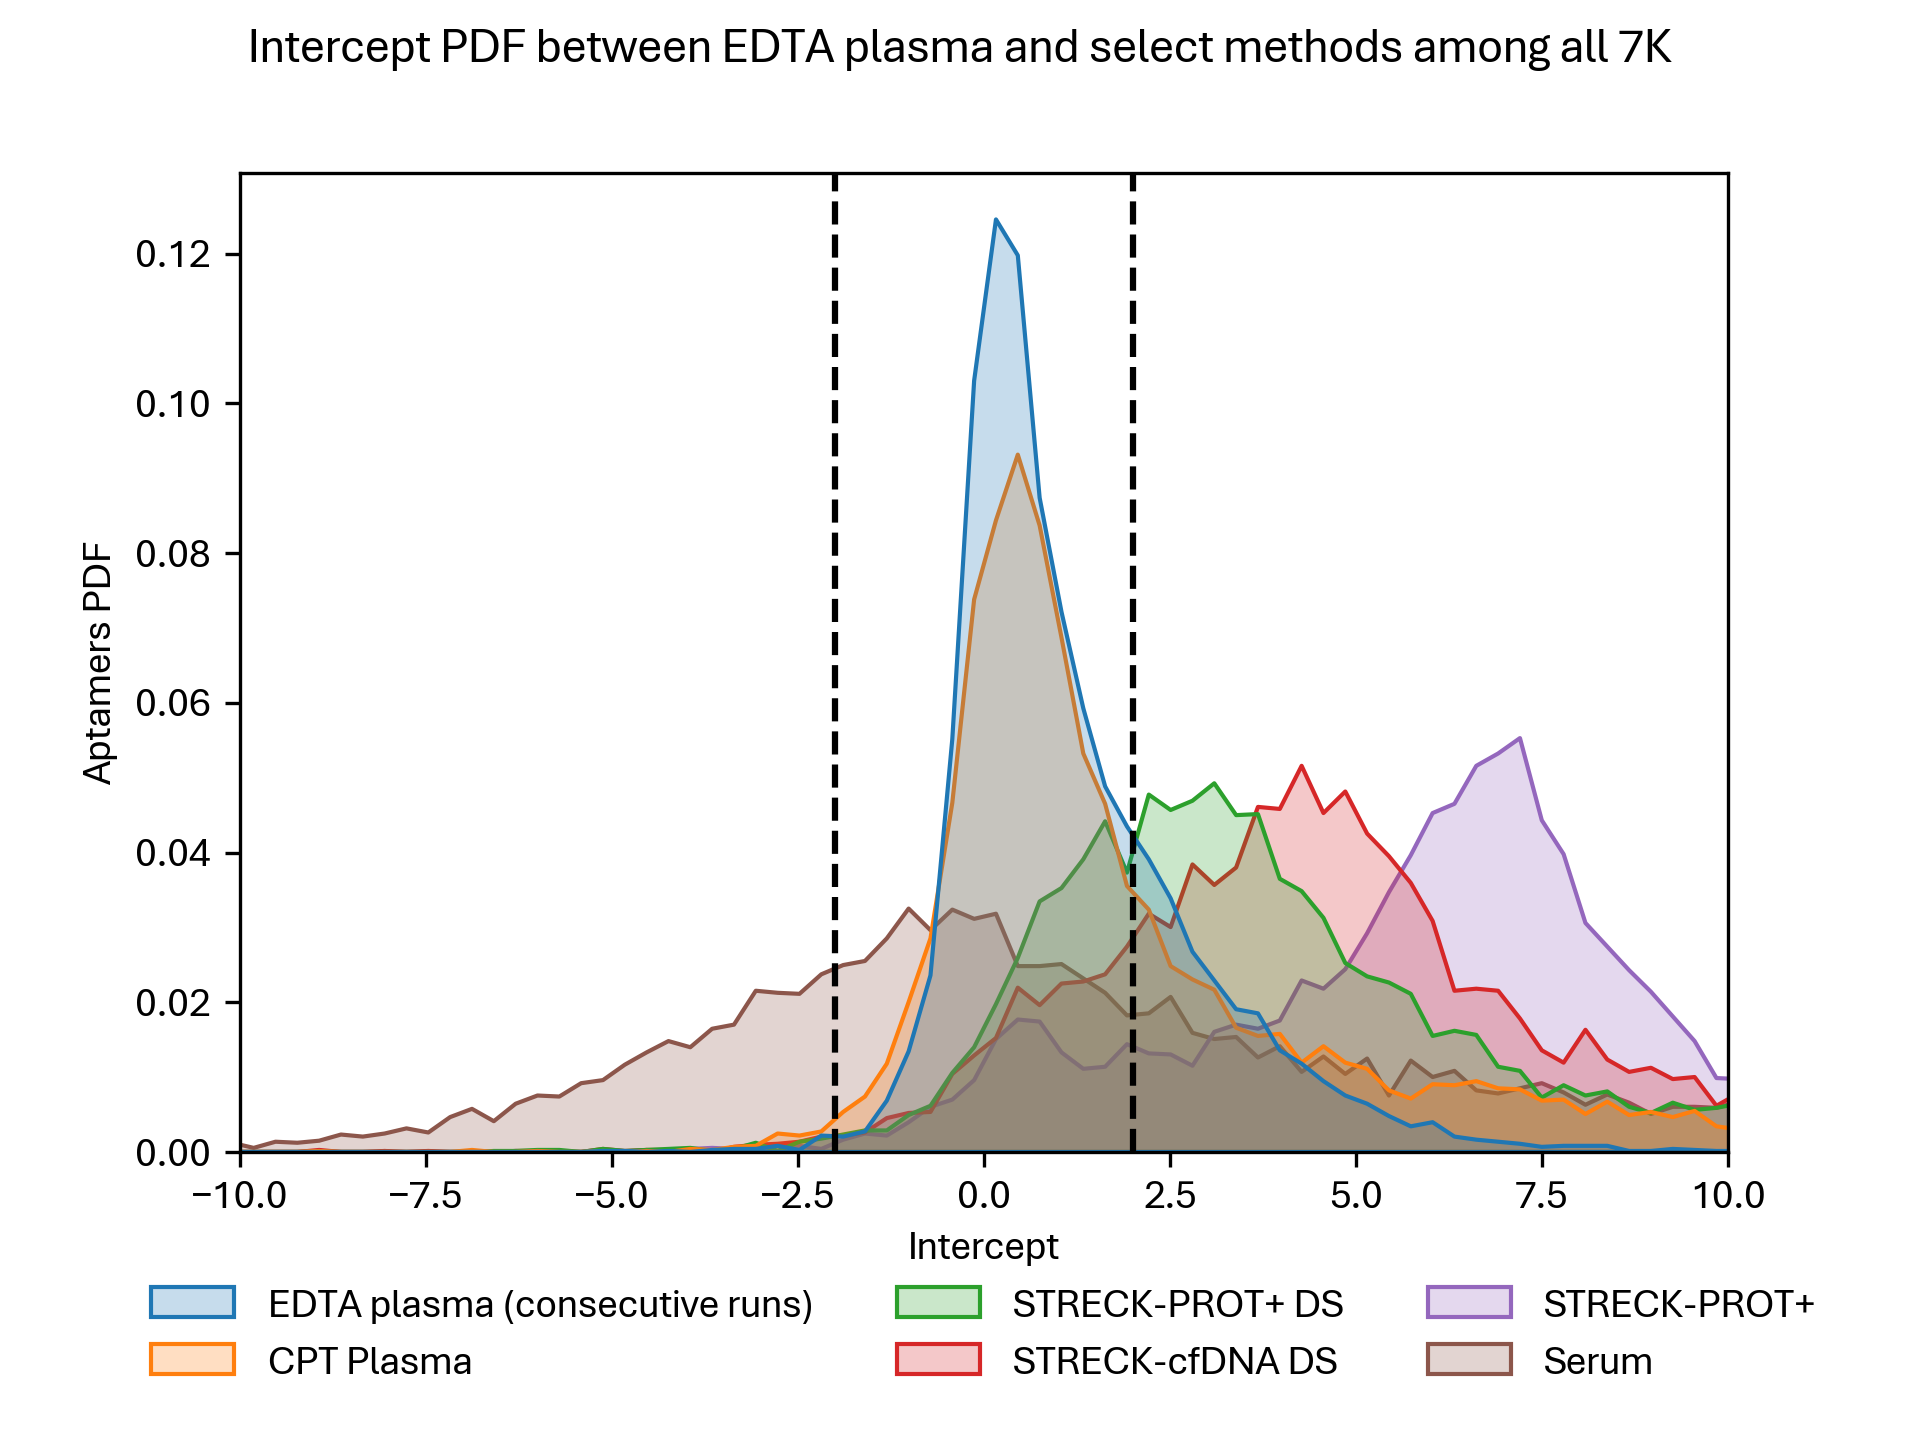 Intercept PDF between EDTA plasma and select methods among all 7K
Aptamers PDF
0.12
0.10
0.08
0.06
0.04
0.02
0.00
−10.0 −7.5 −5.0 −2.5 0.0 2.5 5.0 7.5 10.0
Intercept
EDTA plasma (consecutive runs) STRECK-PROT+ DS STRECK-PROT+
CPT Plasma STRECK-cfDNA DS Serum